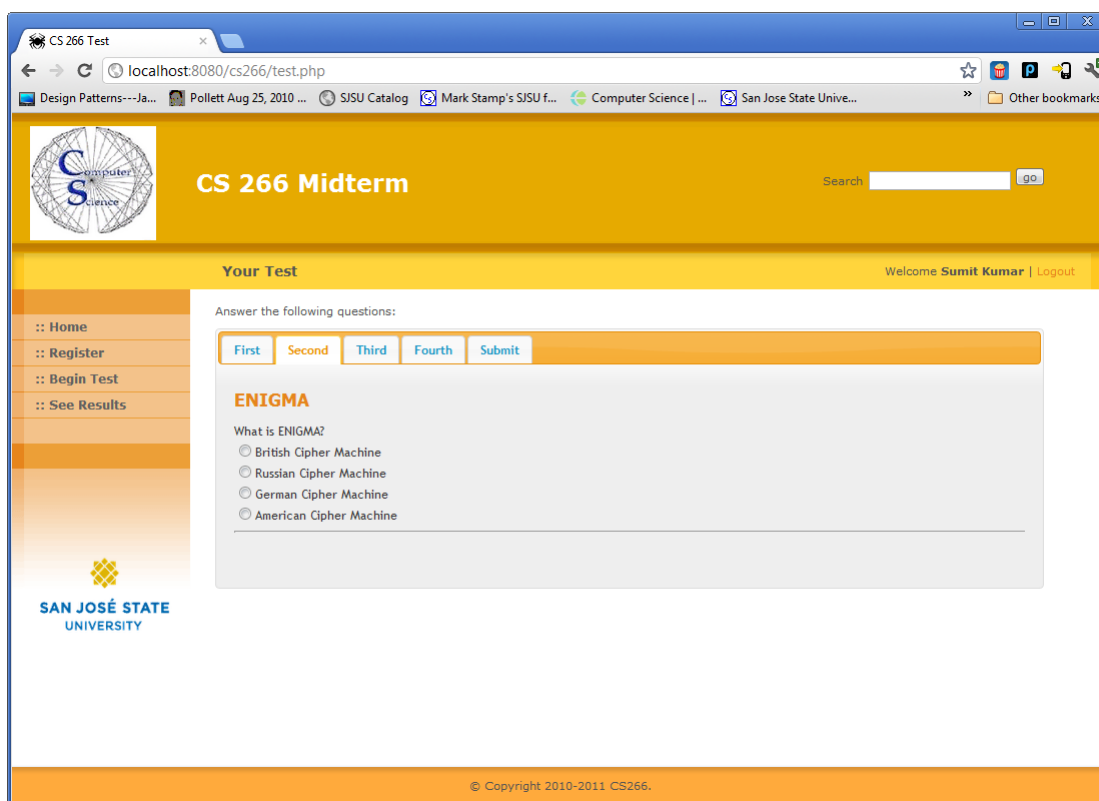 CS 266 Test
localhost:8080/cs266/test.php
Design Patterns---Ja... Pollett Aug 25, 2010 ... SJSU Catalog Mark Stamp's SJSU f... Computer Science | ... San Jose State Unive... » Other bookmarks
Computer
Science
CS 266 Midterm
Search go
Your Test
Welcome Sumit Kumar | Logout
:: Home
:: Register
:: Begin Test
:: See Results
SAN JOSÉ STATE
UNIVERSITY
Answer the following questions:
First Second Third Fourth Submit
ENIGMA
What is ENIGMA?
British Cipher Machine
Russian Cipher Machine
German Cipher Machine
American Cipher Machine
© Copyright 2010-2011 CS266.